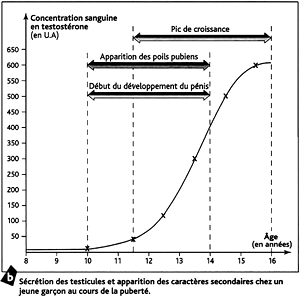 Concentration sanguine
en testostérone
(en U.A)
Pic de croissance
Apparition des poils pubiens
Début du développement du pénis
600
550
500
450
400
350
300
250
200
150
100
50
8 9 10 11 12 13 14 15 16
Âge
(en années)
b
Sécrétion des testicules et apparition des caractères secondaires chez un
jeune garçon au cours de la puberté.